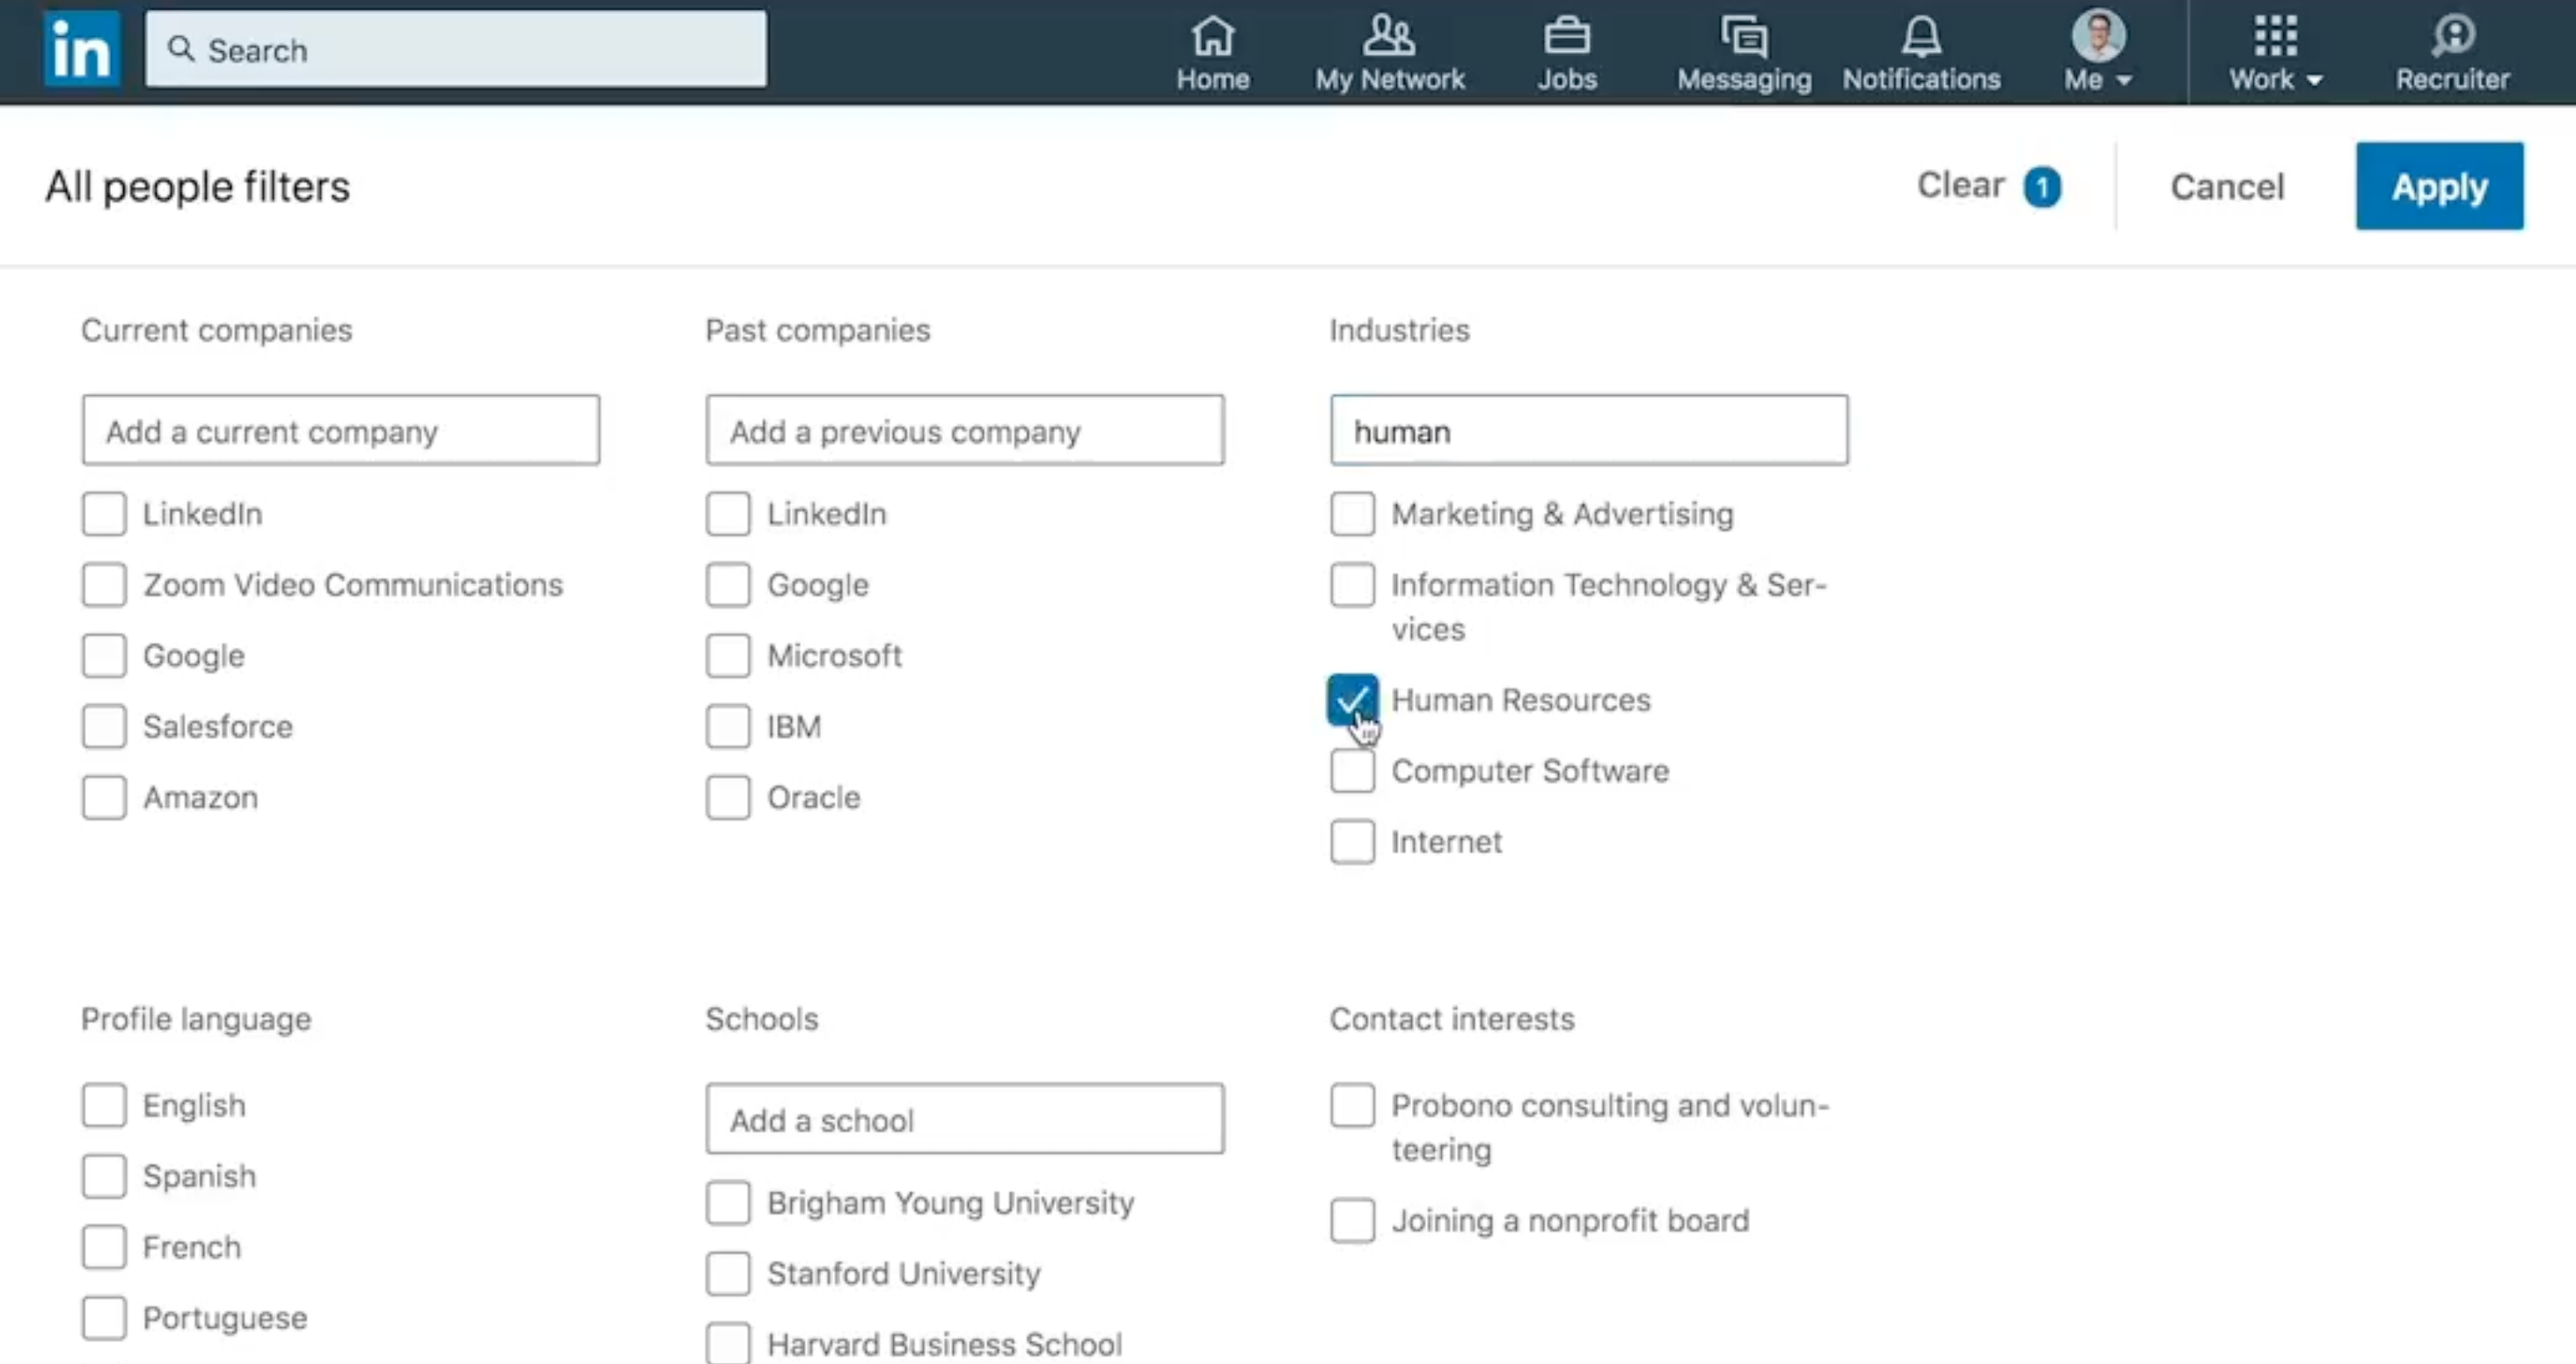 in
Search
Home
My Network
Jobs
Messaging
Notifications
Me
Work
Recruiter
All people filters
Clear 1
Cancel
Apply
Current companies
Add a current company
LinkedIn
Zoom Video Communications
Google
Salesforce
Amazon
Past companies
Add a previous company
LinkedIn
Google
Microsoft
IBM
Oracle
Industries
human
Marketing & Advertising
Information Technology & Ser-
vices
Human Resources
Computer Software
Internet
Profile language
English
Spanish
French
Portuguese
Schools
Add a school
Brigham Young University
Stanford University
Harvard Business School
Contact interests
Probono consulting and volun-
teering
Joining a nonprofit board